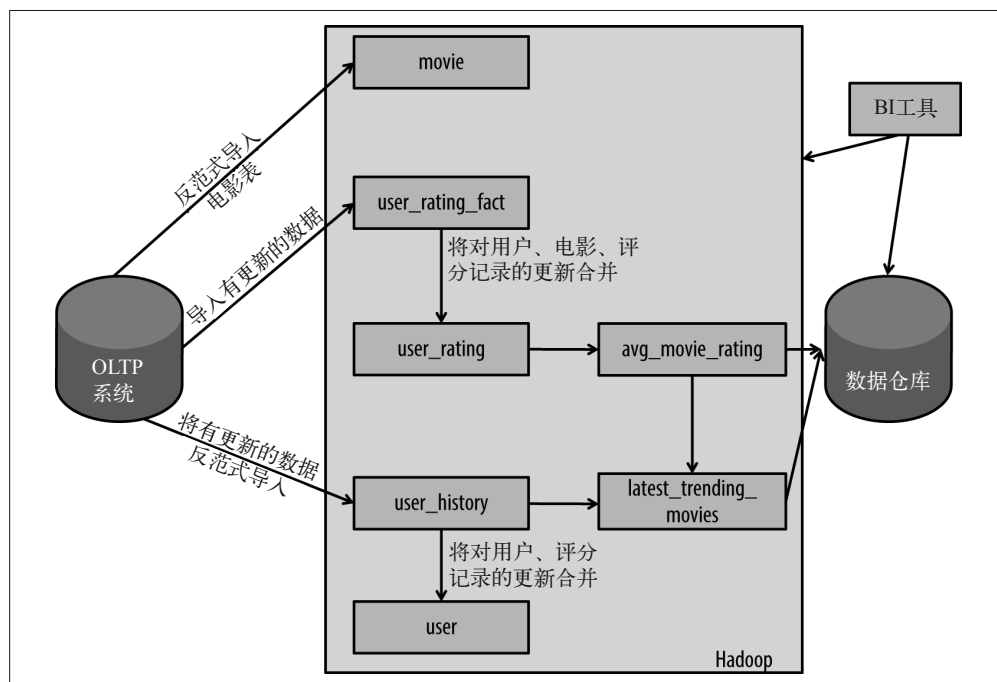 movie
BI工具
反范式导入
电影表
user_rating_fact
导入有更新的数据
将对用户、电影、评
分记录的更新合并
OLTP
系统
user_rating
avg_movie_rating
数据仓库
将有更新的数据
反范式导入
user_history
latest_trending_
movies
将对用户、评分
记录的更新合并
user
Hadoop